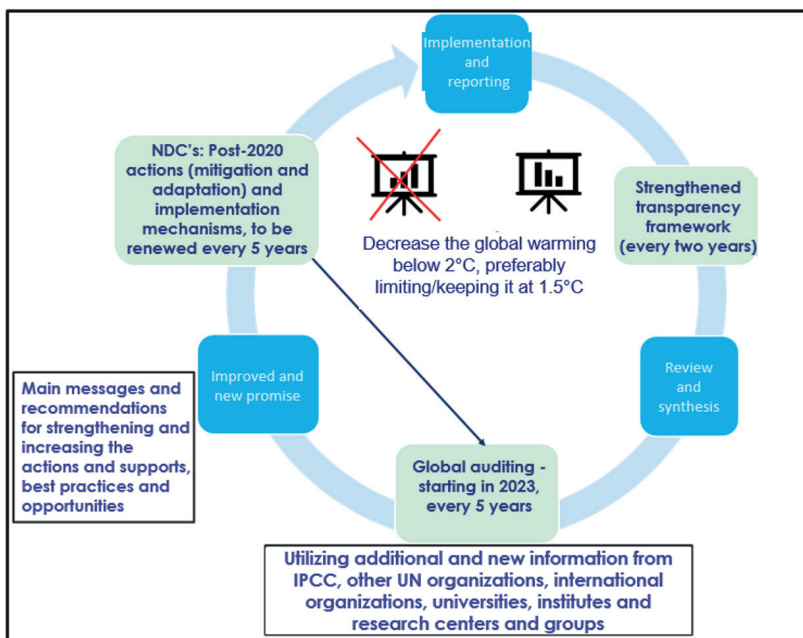 Implementation
and
reporting
NDC's: Post-2020
actions (mitigation and
adaptation) and
implementation
mechanisms, to be
renewed every 5 years
Strengthened
transparency
framework
(every two years)
Decrease the global warming
below 2°C, preferably
limiting/keeping it at 1.5°C
Improved and
new promise
Review
and
synthesis
Main messages and
recommendations
for strengthening and
increasing the
actions and supports,
best practices and
opportunities
Global auditing -
starting in 2023,
every 5 years
Utilizing additional and new information from
IPCC, other UN organizations, international
organizations, universities, institutes and
research centers and groups